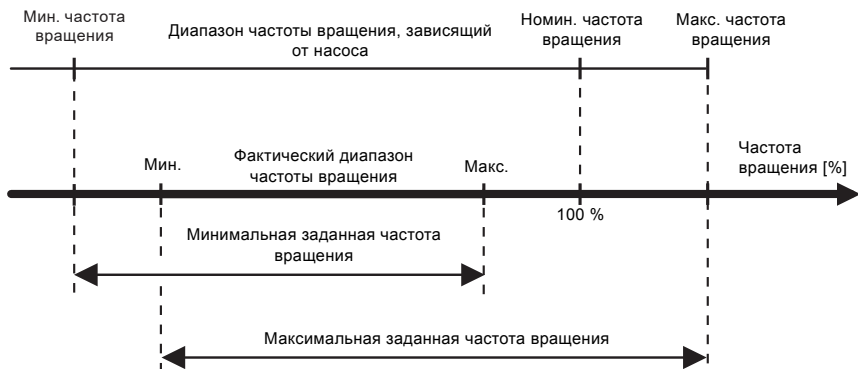 Мин. частота
вращения
Диапазон частоты вращения, зависящий
от насоса
Номин. частота
вращения
Макс. частота
вращения
Мин.
Фактический диапазон
частоты вращения
Макс.
Частота
вращения [%]
100 %
Минимальная заданная частота
вращения
Максимальная заданная частота вращения